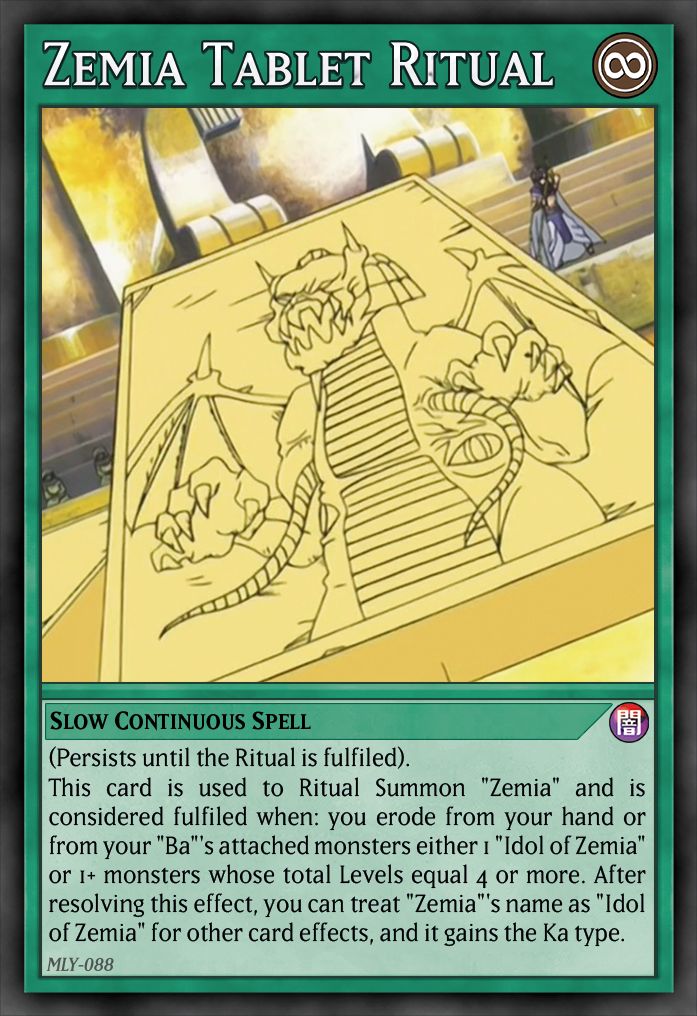 Zemia Tablet Ritual
Slow Continuous Spell
闇
(Persists until the Ritual is fulfilled).
This card is used to Ritual Summon "Zemia" and is
considered fulfilled when: you erode from your hand or
from your "Ba"'s attached monsters either 1 "Idol of Zemia"
or 1+ monsters whose total Levels equal 4 or more. After
resolving this effect, you can treat "Zemia"'s name as "Idol
of Zemia" for other card effects, and it gains the Ka type.
MLY-088